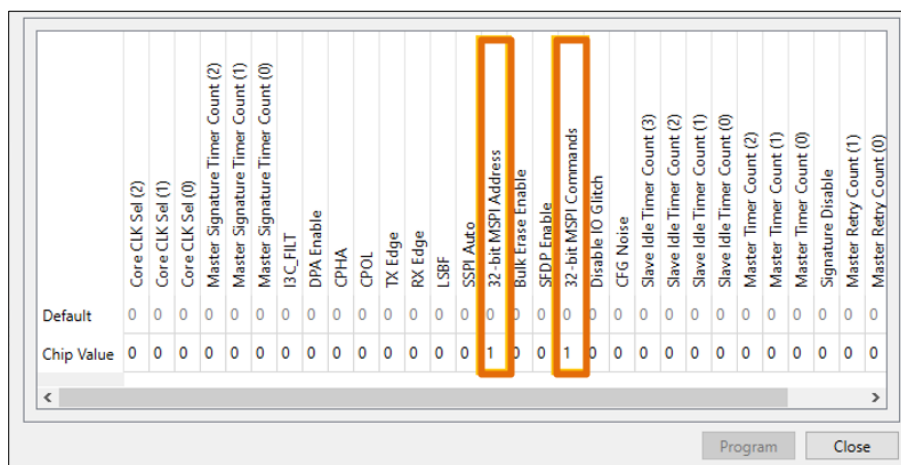 Core CLK Sel (2)
Core CLK Sel (1)
Core CLK Sel (0)
Master Signature Timer Count (2)
Master Signature Timer Count (1)
Master Signature Timer Count (0)
I3C_FILT
DPA Enable
CPHA
CPOL
TX Edge
RX Edge
LSBF
SSPI Auto
32-bit MSPI Address
Bulk Erase Enable
SFDP Enable
32-bit MSPI Commands
Disable IO Glitch
CFG Noise
Slave Idle Timer Count (3)
Slave Idle Timer Count (2)
Slave Idle Timer Count (1)
Slave Idle Timer Count (0)
Master Timer Count (2)
Master Timer Count (1)
Master Timer Count (0)
Signature Disable
Master Retry Count (1)
Master Retry Count (0)
Default 0 0 0 0 0 0 0 0 0 0 0 0 0 0 0 0 0 0 0 0 0 0 0 0 0 0 0 0 0 0
Chip Value 0 0 0 0 0 0 0 0 0 0 0 0 0 0 1 0 0 1 0 0 0 0 0 0 0 0 0 0 0 0
Program Close